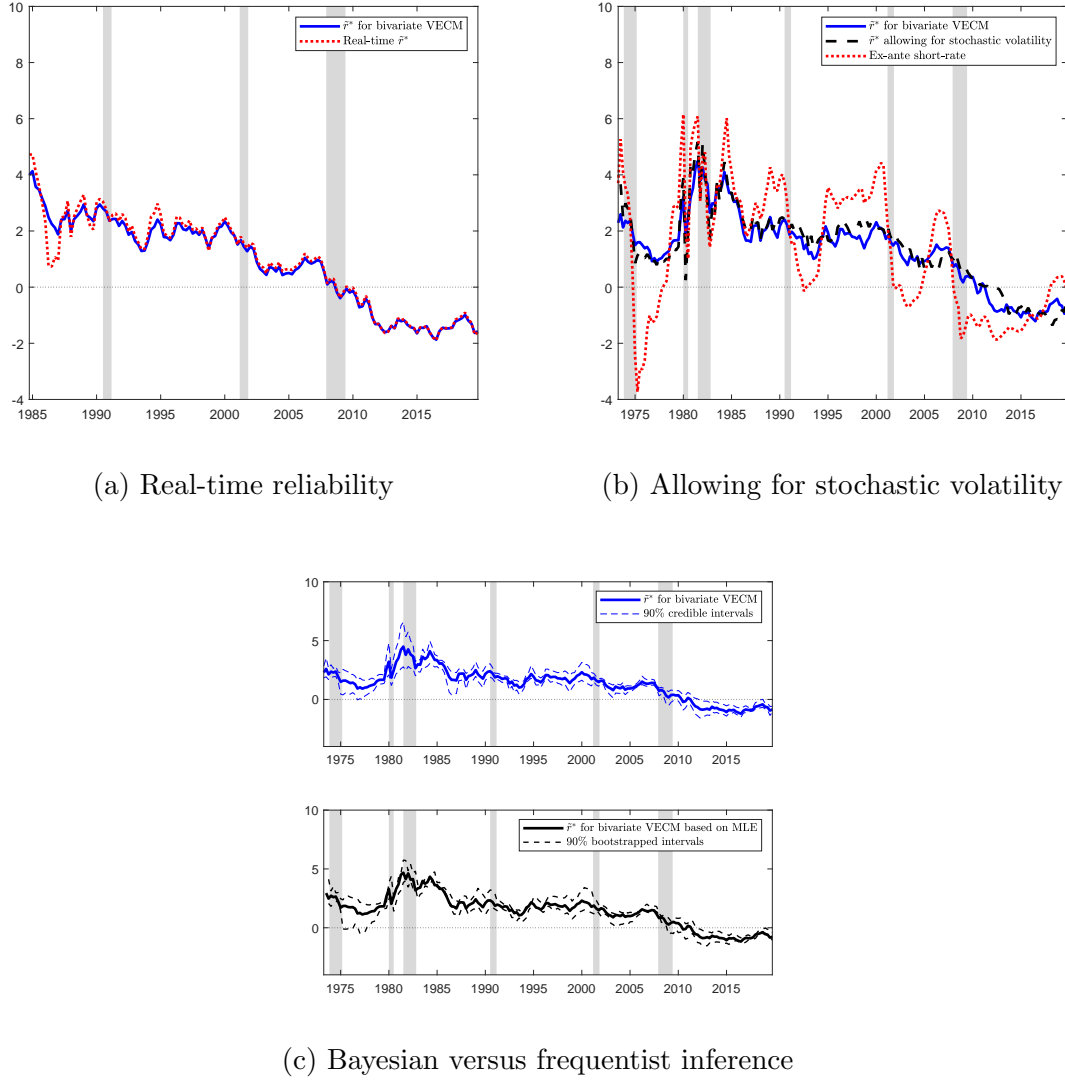 10
8
6
4
2
0
-2
-4
1985 1990 1995 2000 2005 2010 2015
r̃* for bivariate VECM
Real-time r̃*
(a) Real-time reliability
10
8
6
4
2
0
-2
-4
1975 1980 1985 1990 1995 2000 2005 2010 2015
r̃* for bivariate VECM
r̃* allowing for stochastic volatility
Ex-ante short-rate
(b) Allowing for stochastic volatility
10
5
0
1975 1980 1985 1990 1995 2000 2005 2010 2015
r̃* for bivariate VECM
90% credible intervals
10
5
0
1975 1980 1985 1990 1995 2000 2005 2010 2015
r̃* for bivariate VECM based on MLE
90% bootstrapped intervals
(c) Bayesian versus frequentist inference